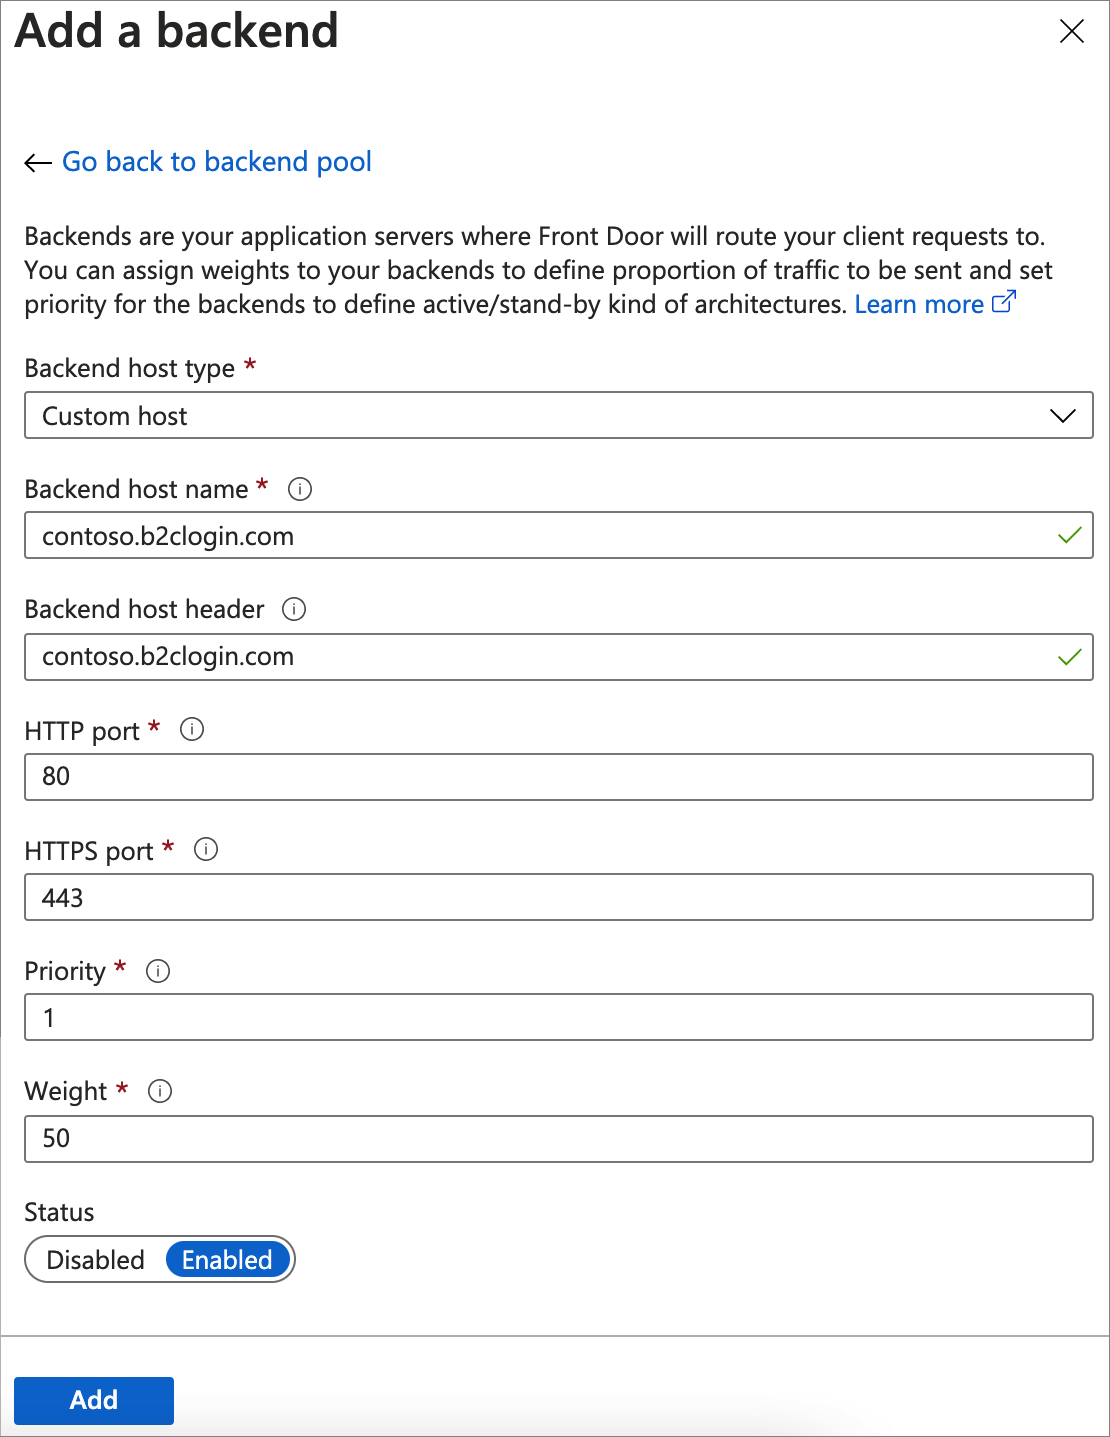 Add a backend
Go back to backend pool
Backends are your application servers where Front Door will route your client requests to.
You can assign weights to your backends to define proportion of traffic to be sent and set
priority for the backends to define active/stand-by kind of architectures. Learn more
Backend host type *
Custom host
Backend host name *
contoso.b2clogin.com
Backend host header
contoso.b2clogin.com
HTTP port *
80
HTTPS port *
443
Priority *
1
Weight *
50
Status
Disabled Enabled
Add